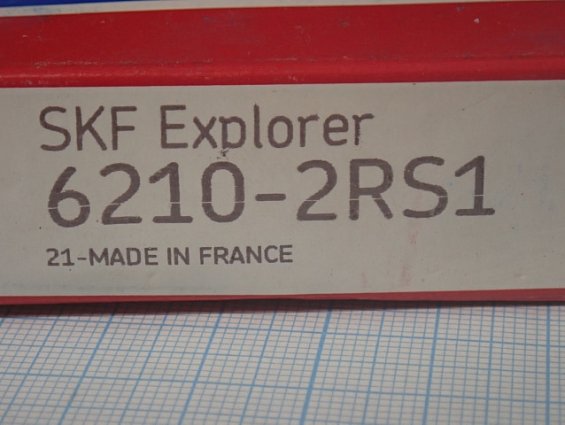 SKF Explorer
6210-2RS1
21-MADE IN FRANCE